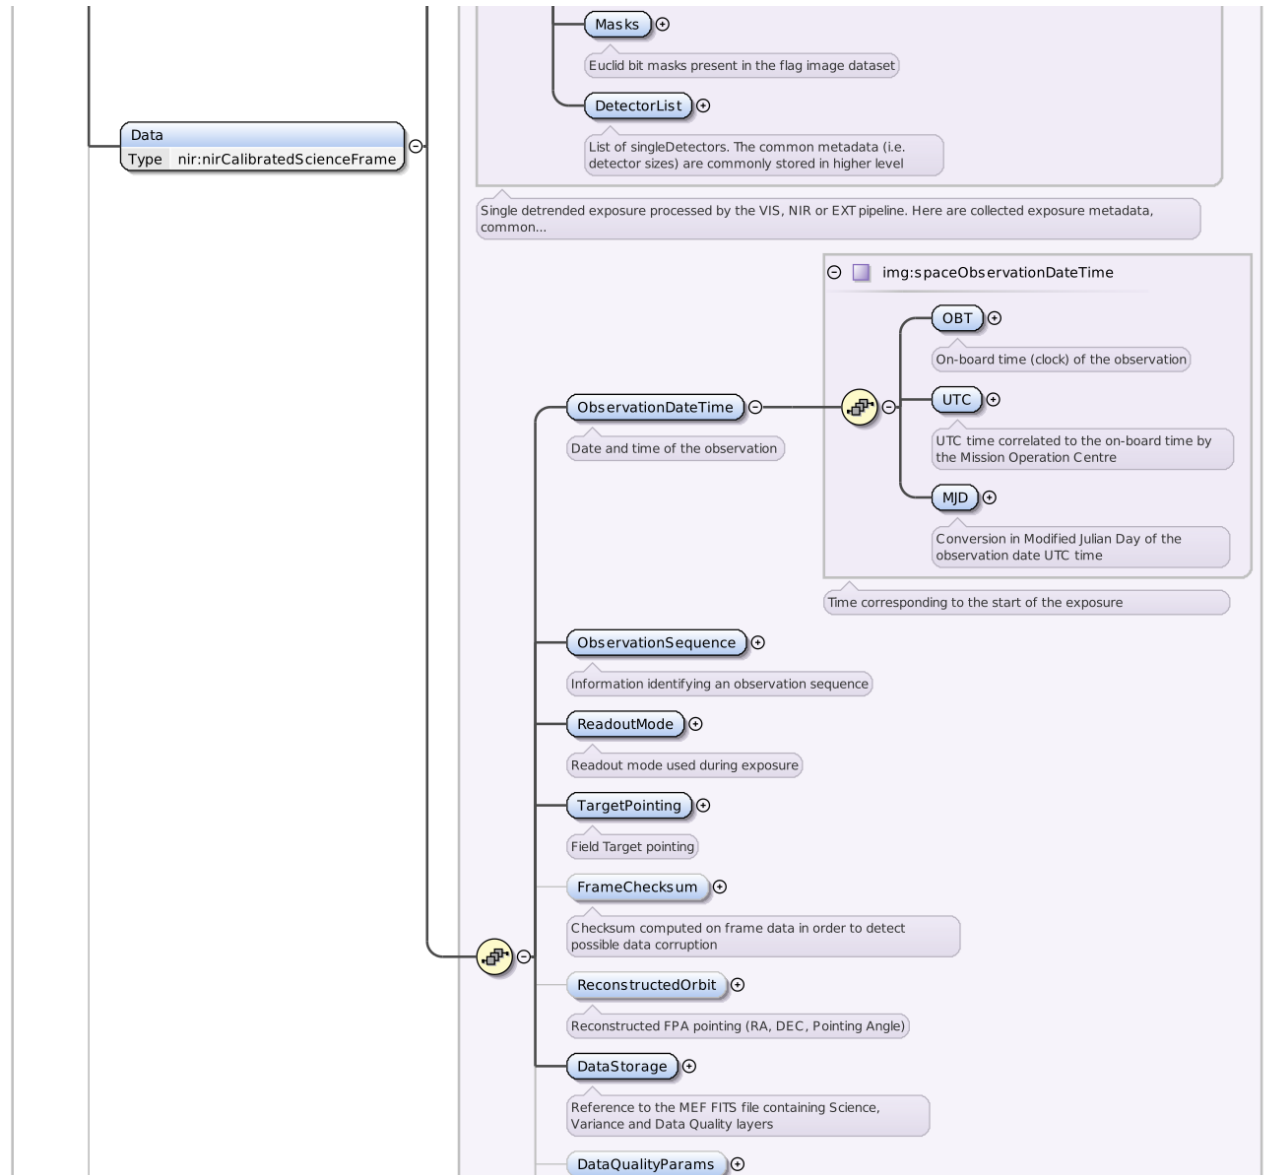 Masks
Euclid bit masks present in the flag image dataset
DetectorList
List of singleDetectors. The common metadata (i.e.
detector sizes) are commonly stored in higher level
Data
Type nir:nirCalibratedScienceFrame
Single detrended exposure processed by the VIS, NIR or EXT pipeline. Here are collected exposure metadata,
common...
img:spaceObservationDateTime
OBT
On-board time (clock) of the observation
ObservationDateTime
Date and time of the observation
UTC
UTC time correlated to the on-board time by
the Mission Operation Centre
MJD
Conversion in Modified Julian Day of the
observation date UTC time
Time corresponding to the start of the exposure
ObservationSequence
Information identifying an observation sequence
ReadoutMode
Readout mode used during exposure
TargetPointing
Field Target pointing
FrameChecksum
Checksum computed on frame data in order to detect
possible data corruption
ReconstructedOrbit
Reconstructed FPA pointing (RA, DEC, Pointing Angle)
DataStorage
Reference to the MEF FITS file containing Science,
Variance and Data Quality layers
DataQualityParams